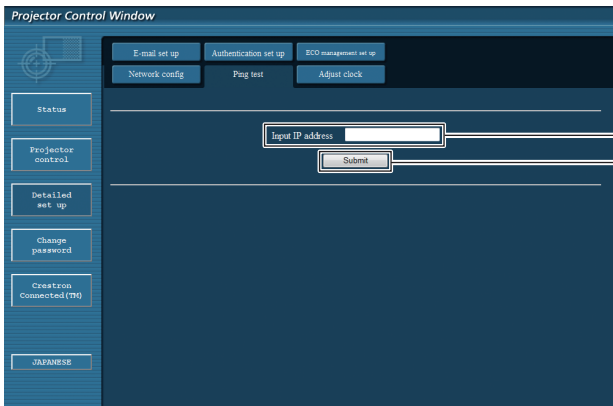 Projector Control Window
E-mail set up
Authentication set up
ECO management set up
Network config
Ping test
Adjust clock
Status
Projector
control
Detailed
set up
Change
password
Crestron
Connected(TM)
JAPANESE
Input IP address
Submit